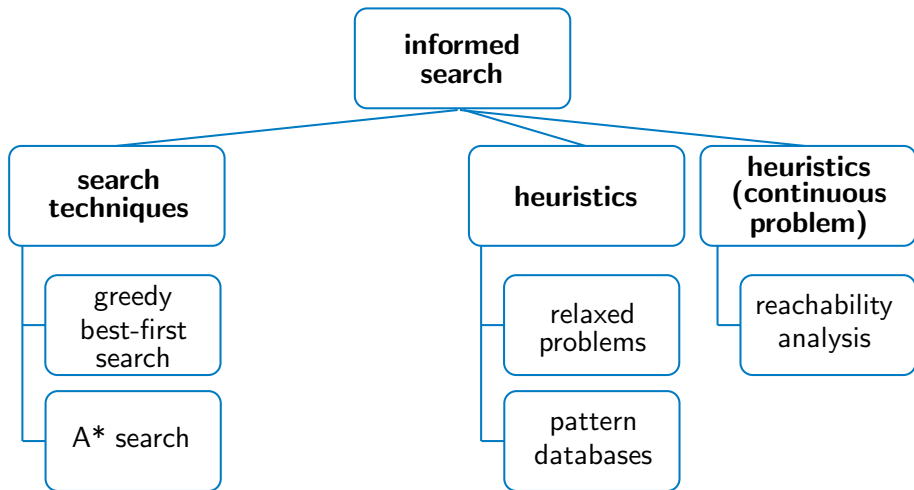 informed
search
search
techniques
heuristics
heuristics
(continuous
problem)
greedy
best-first
search
A* search
relaxed
problems
pattern
databases
reachability
analysis